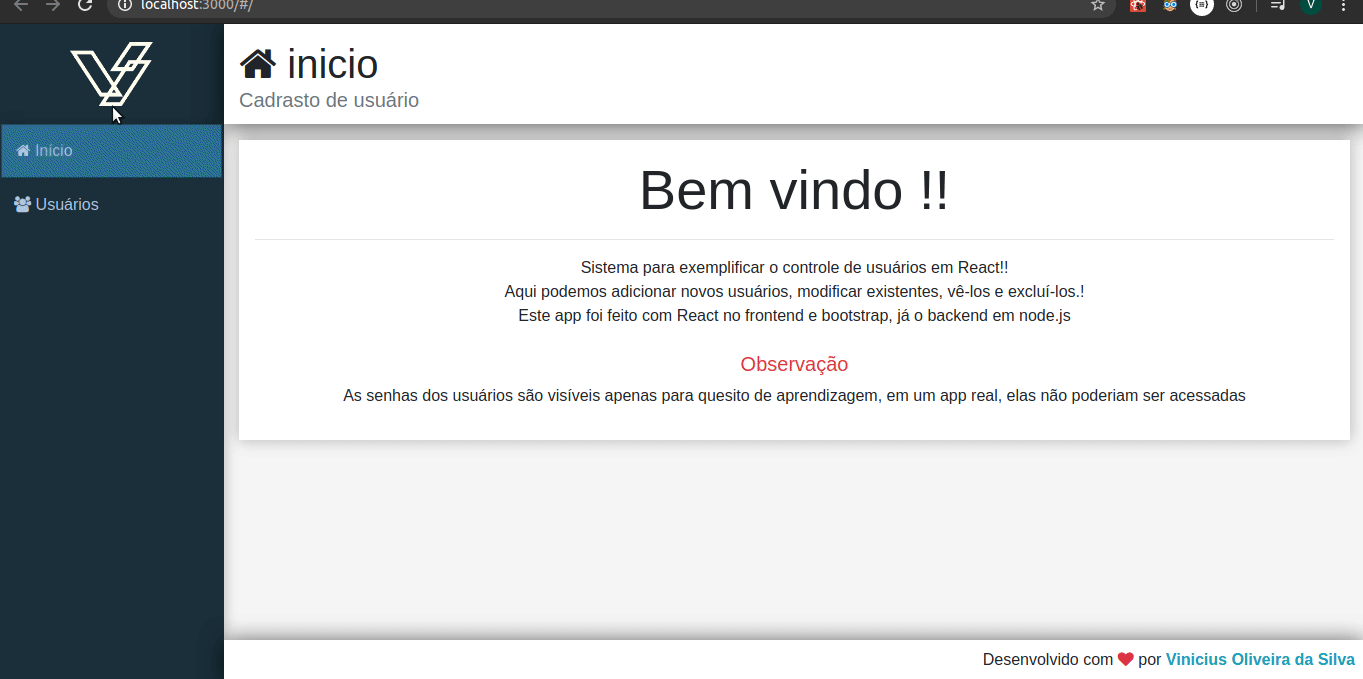 localhost:3000/#/
V
inicio
Cadrasto de usuário
Início
Usuários
Bem vindo !!
Sistema para exemplificar o controle de usuários em React!!
Aqui podemos adicionar novos usuários, modificar existentes, vê-los e excluí-los.!
Este app foi feito com React no frontend e bootstrap, já o backend em node.js
Observação
As senhas dos usuários são visíveis apenas para quesito de aprendizagem, em um app real, elas não poderiam ser acessadas
Desenvolvido com ❤ por Vinicius Oliveira da Silva